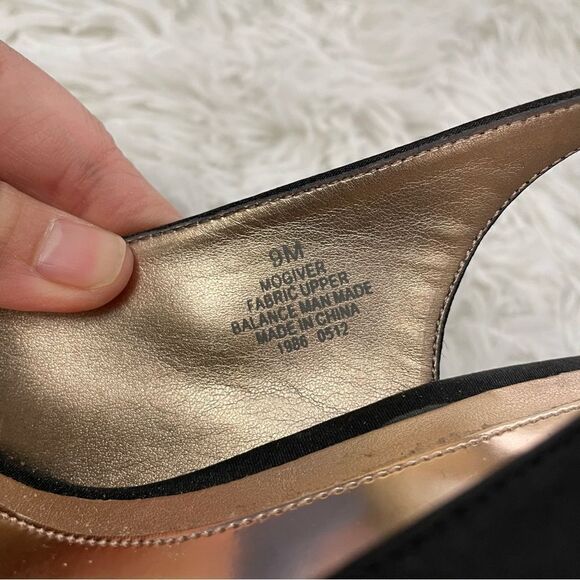 9M
MOGIVER
FABRIC UPPER
BALANCE MAN MADE
MADE IN CHINA
1986 0512